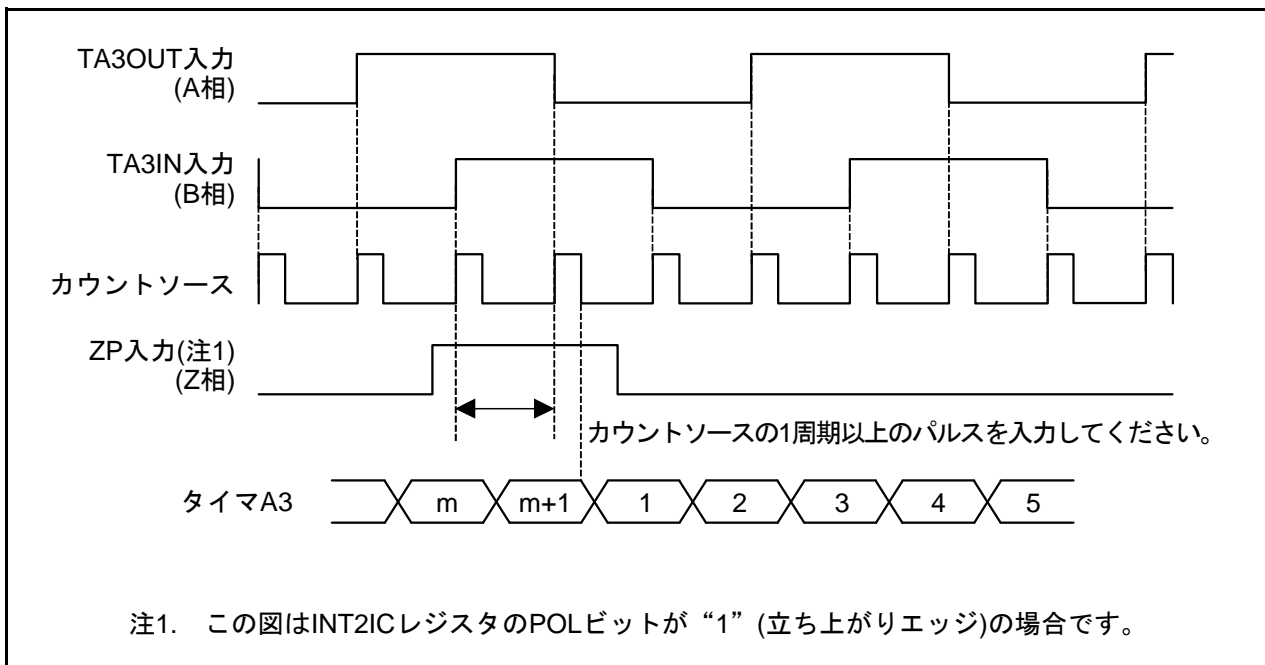 TA3OUT入力
(A相)
TA3IN入力
(B相)
カウントソース
ZP入力(注1)
(Z相)
カウントソースの1周期以上のパルスを入力してください。
タイマA3 m m+1 1 2 3 4 5
注1. この図はINT2ICレジスタのPOLビットが“1”(立ち上がりエッジ)の場合です。